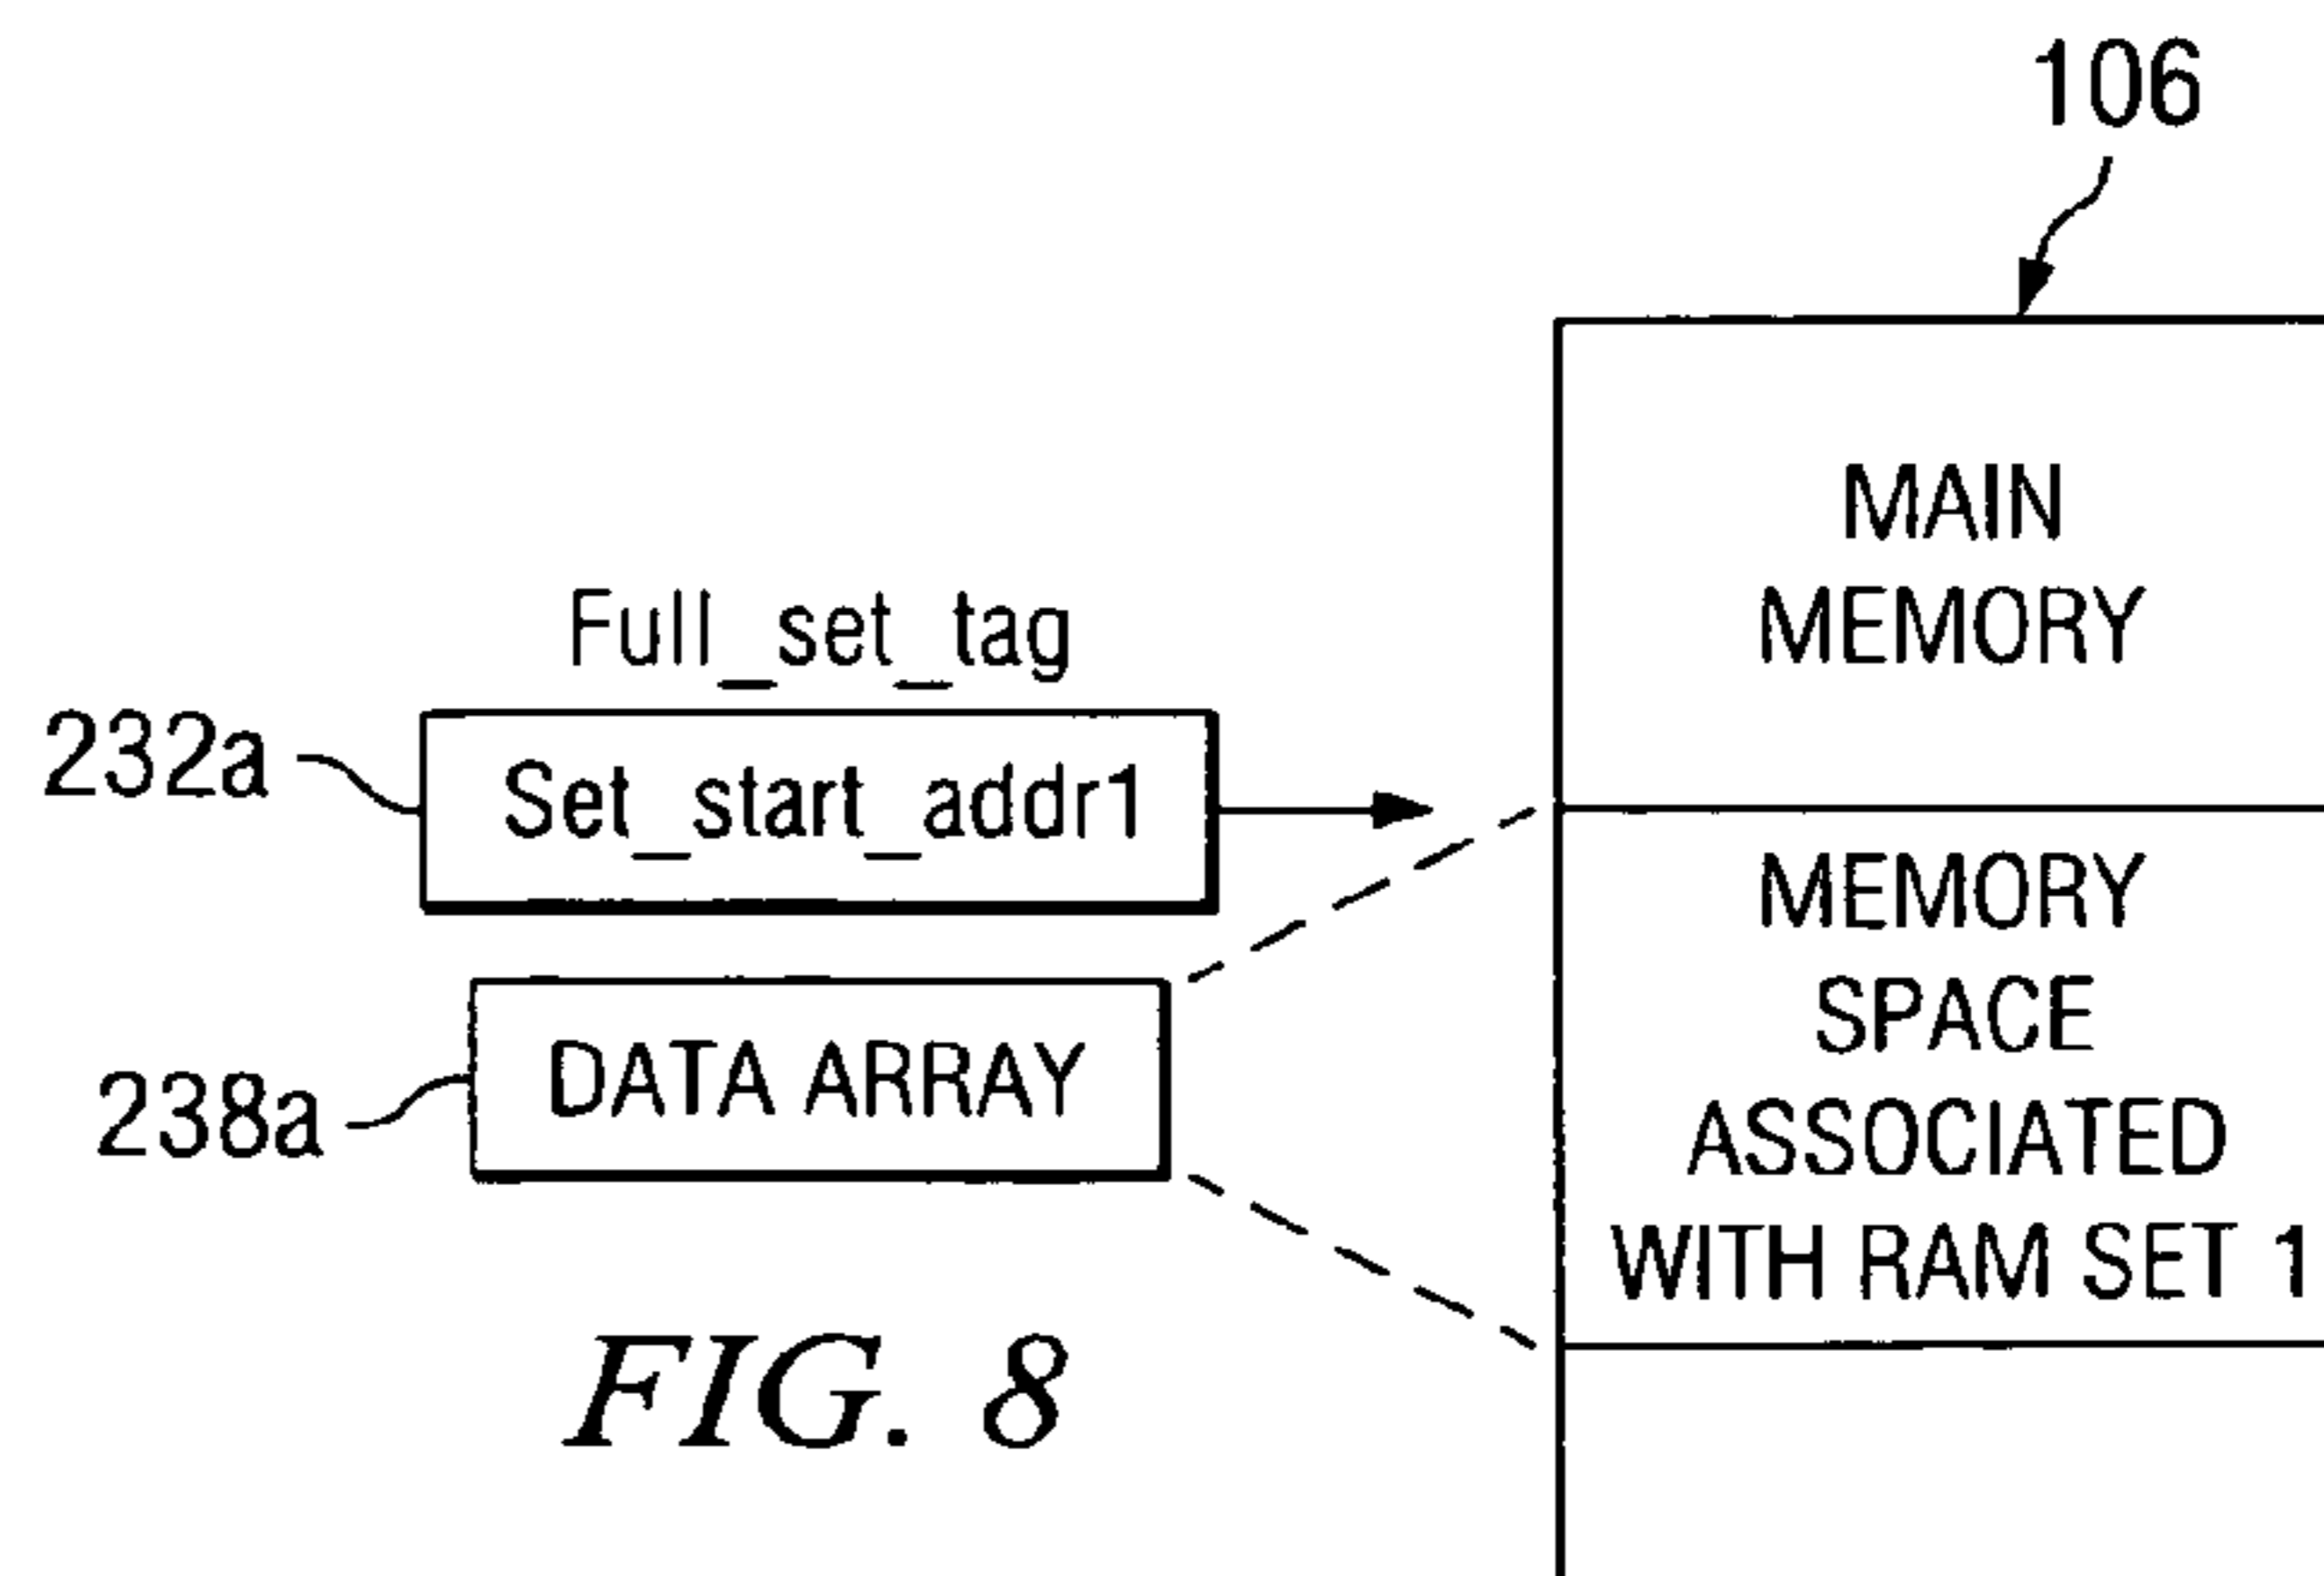 106
MAIN
MEMORY
Full_set_tag
232a
Set_start_addr1
MEMORY
SPACE
ASSOCIATED
WITH RAM SET 1
238a
DATA ARRAY
FIG. 8